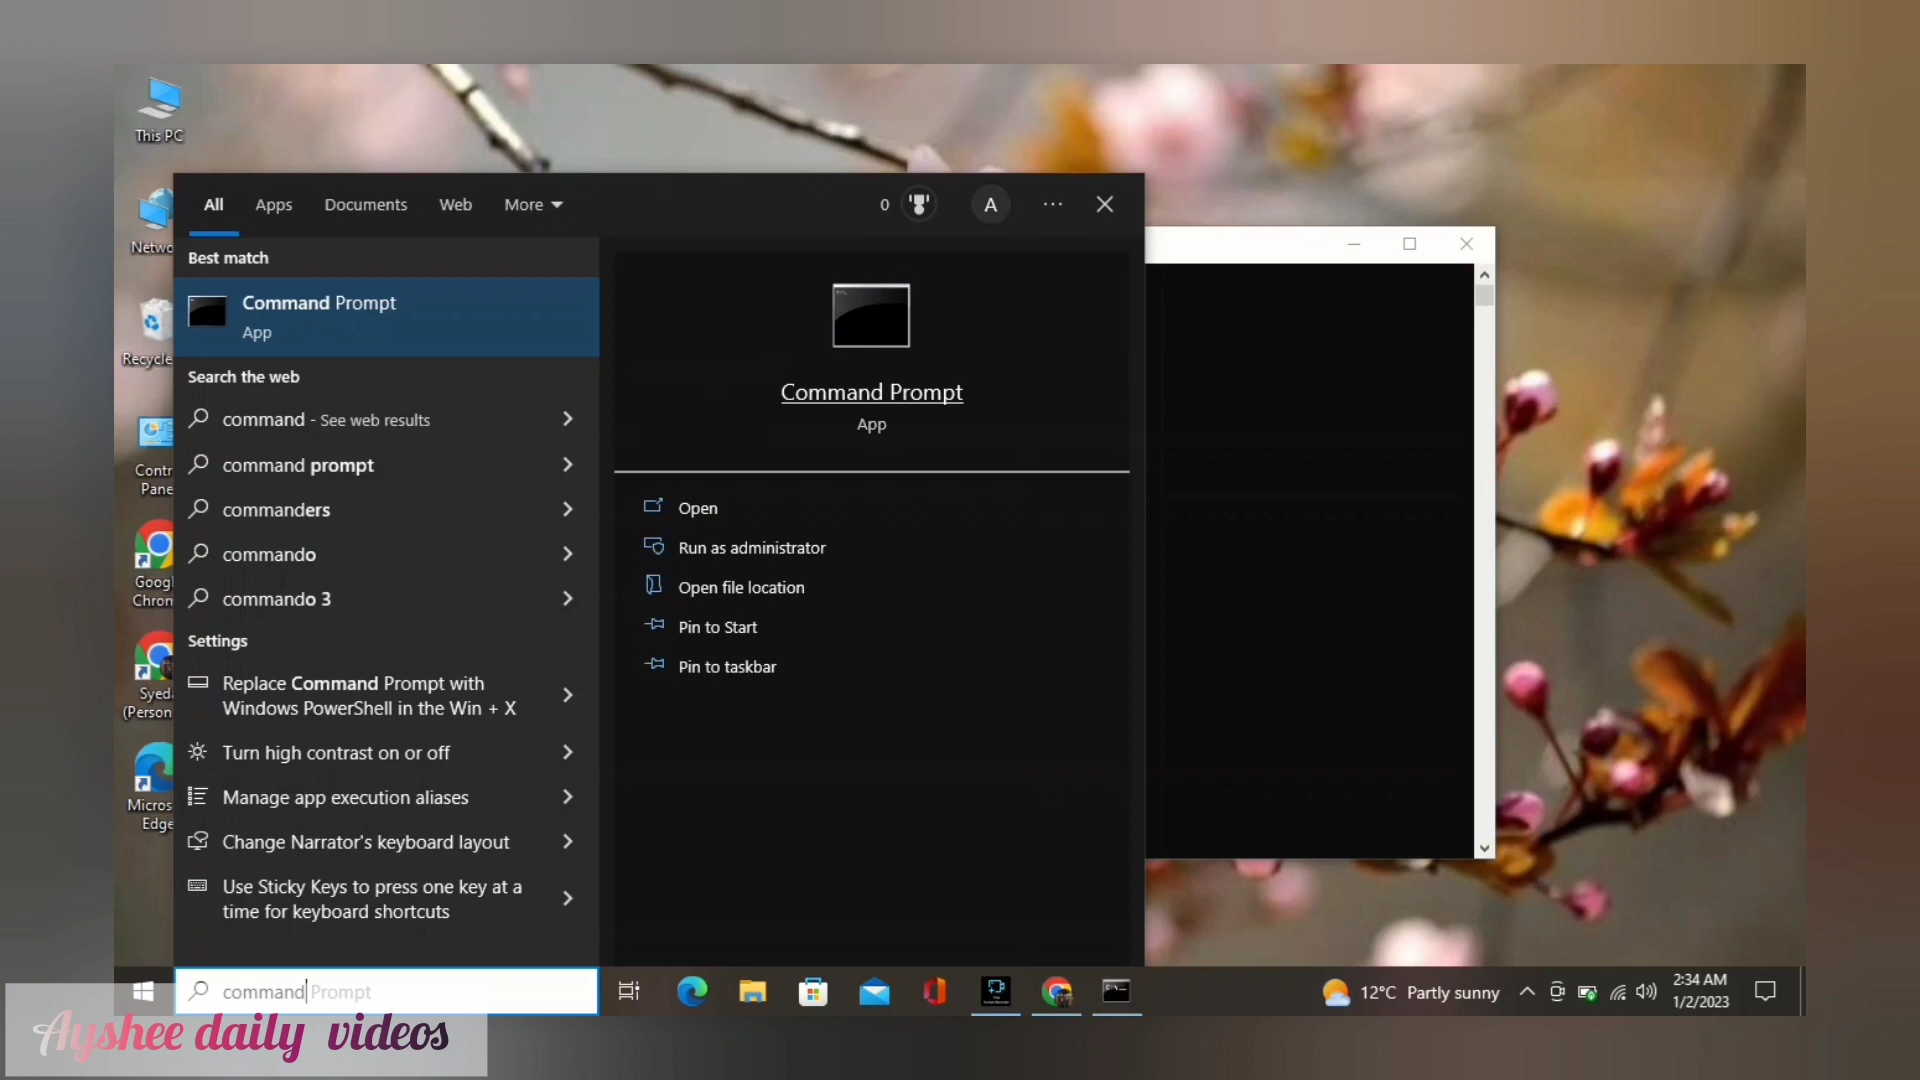 This PC
Netwo
Recycle
Contr
Pane
Goog
Chron
Syeda
(Person
Micros
Edge
All
Apps
Documents
Web
More
0
A
Best match
Command Prompt
App
Search the web
command - See web results
command prompt
commanders
commando
commando 3
Settings
Replace Command Prompt with
Windows PowerShell in the Win + X
Turn high contrast on or off
Manage app execution aliases
Change Narrator's keyboard layout
Use Sticky Keys to press one key at a
time for keyboard shortcuts
Command Prompt
App
Open
Run as administrator
Open file location
Pin to Start
Pin to taskbar
command Prompt
12°C Partly sunny
2:34 AM
1/2/2023
Ayshee daily videos